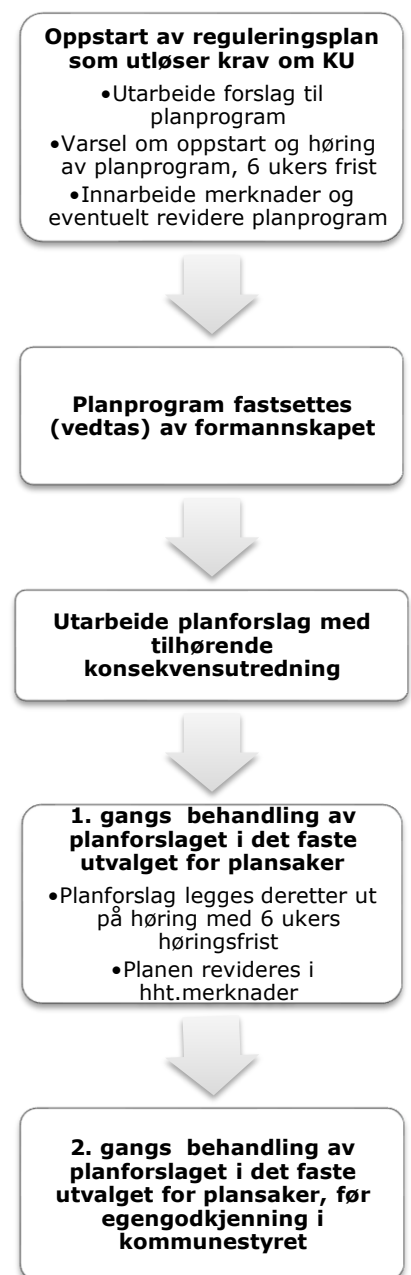 Oppstart av reguleringsplan
som utløser krav om KU
•Utarbeide forslag til
planprogram
•Varsel om oppstart og høring
av planprogram, 6 ukers frist
•Innarbeide merknader og
eventuelt revidere planprogram
Planprogram fastsettes
(vedtas) av formannskapet
Utarbeide planforslag med
tilhørende
konsekvensutredning
1. gangs behandling av
planforslaget i det faste
utvalget for plansaker
•Planforslag legges deretter ut
på høring med 6 ukers
høringsfrist
•Planen revideres i
hht.merknader
2. gangs behandling av
planforslaget i det faste
utvalget for plansaker, før
egengodkjenning i
kommunestyret